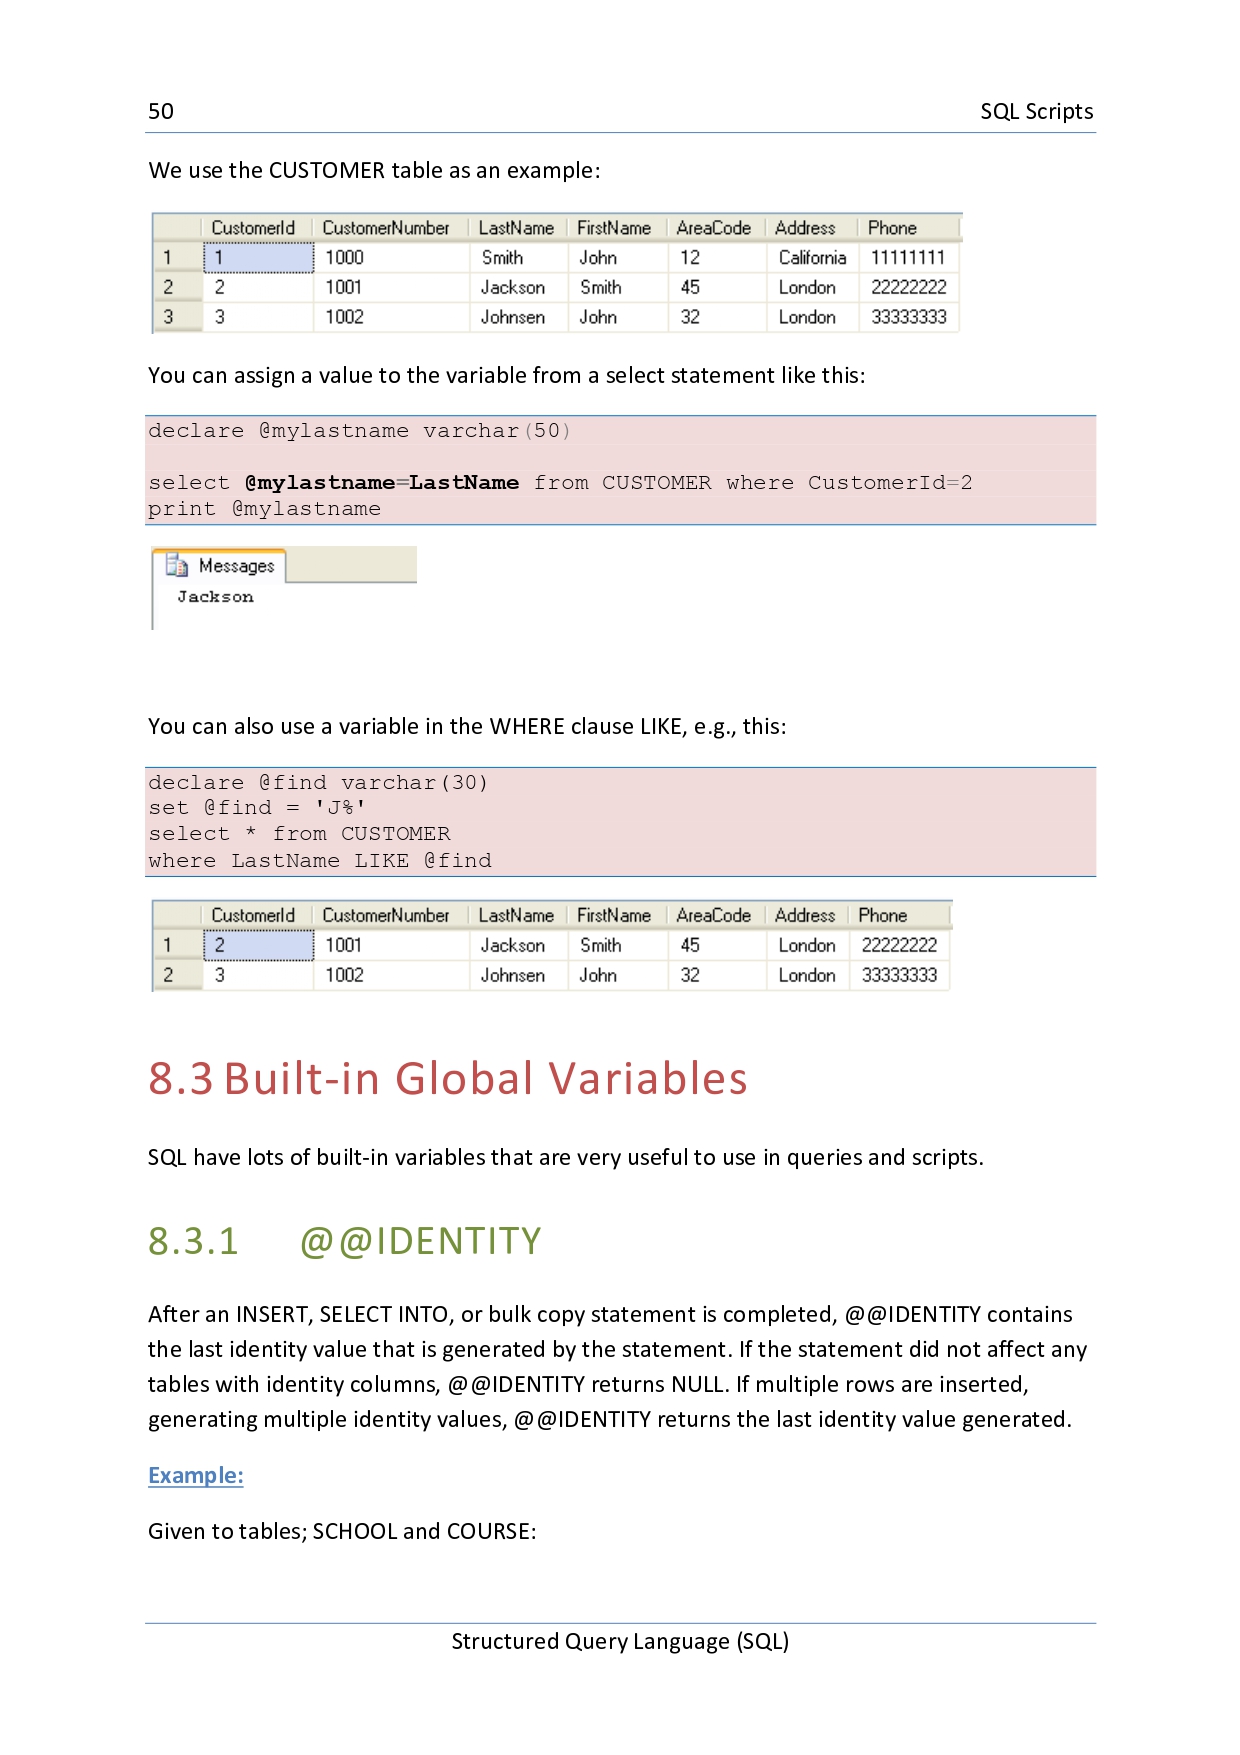 50 SQL Scripts
We use the CUSTOMER table as an example:
CustomerId CustomerNumber LastName FirstName AreaCode Address Phone
1 1 1000 Smith John 12 California 11111111
2 2 1001 Jackson Smith 45 London 22222222
3 3 1002 Johnsen John 32 London 33333333
You can assign a value to the variable from a select statement like this:
declare @mylastname varchar(50)
select @mylastname=LastName from CUSTOMER where CustomerId=2
print @mylastname
Messages
Jackson
You can also use a variable in the WHERE clause LIKE, e.g., this:
declare @find varchar(30)
set @find = 'J%'
select * from CUSTOMER
where LastName LIKE @find
CustomerId CustomerNumber LastName FirstName AreaCode Address Phone
1 2 1001 Jackson Smith 45 London 22222222
2 3 1002 Johnsen John 32 London 33333333
8.3 Built-in Global Variables
SQL have lots of built-in variables that are very useful to use in queries and scripts.
8.3.1 @@IDENTITY
After an INSERT, SELECT INTO, or bulk copy statement is completed, @@IDENTITY contains
the last identity value that is generated by the statement. If the statement did not affect any
tables with identity columns, @@IDENTITY returns NULL. If multiple rows are inserted,
generating multiple identity values, @@IDENTITY returns the last identity value generated.
Example:
Given to tables; SCHOOL and COURSE:
Structured Query Language (SQL)